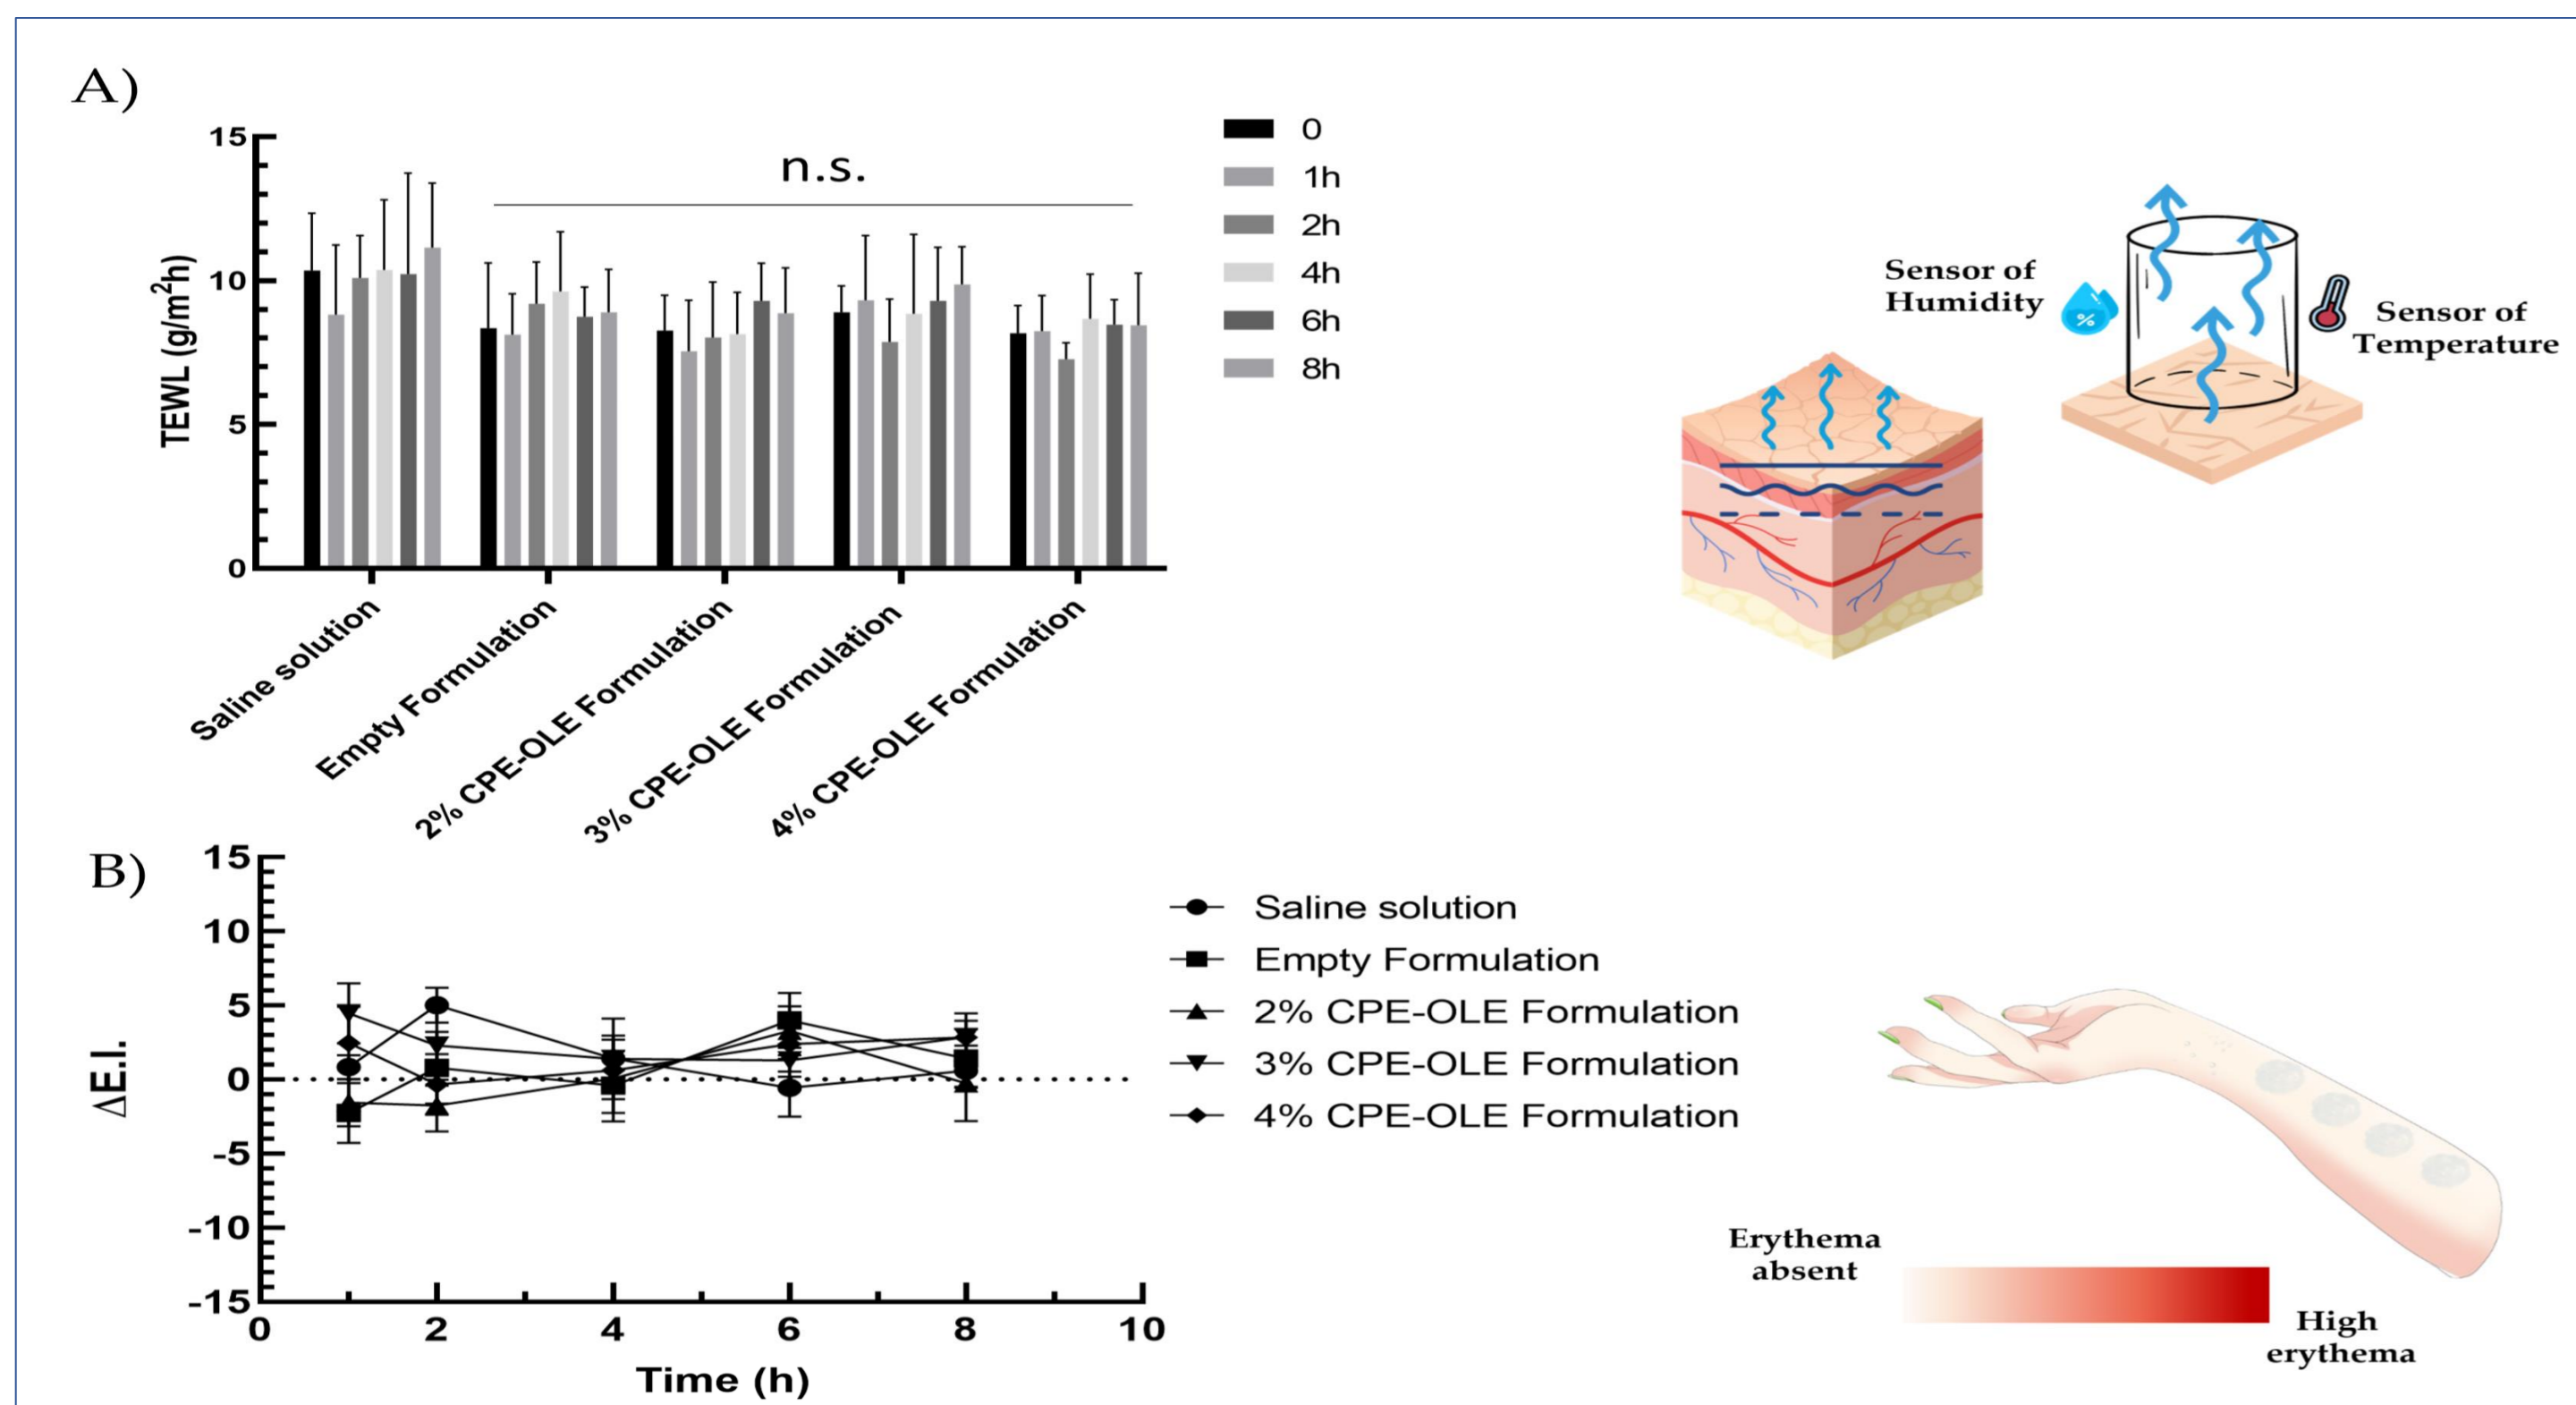 A)
15
10
5
0
TEWL (g/m²h)
n.s.
0
1h
2h
4h
6h
8h
Saline solution
Empty Formulation
2% CPE-OLE Formulation
3% CPE-OLE Formulation
4% CPE-OLE Formulation
Sensor of
Humidity
%
Sensor of
Temperature
B)
15
10
5
0
-5
-10
-15
ΔE.I.
0 2 4 6 8 10
Time (h)
Saline solution
Empty Formulation
2% CPE-OLE Formulation
3% CPE-OLE Formulation
4% CPE-OLE Formulation
Erythema
absent
High
erythema